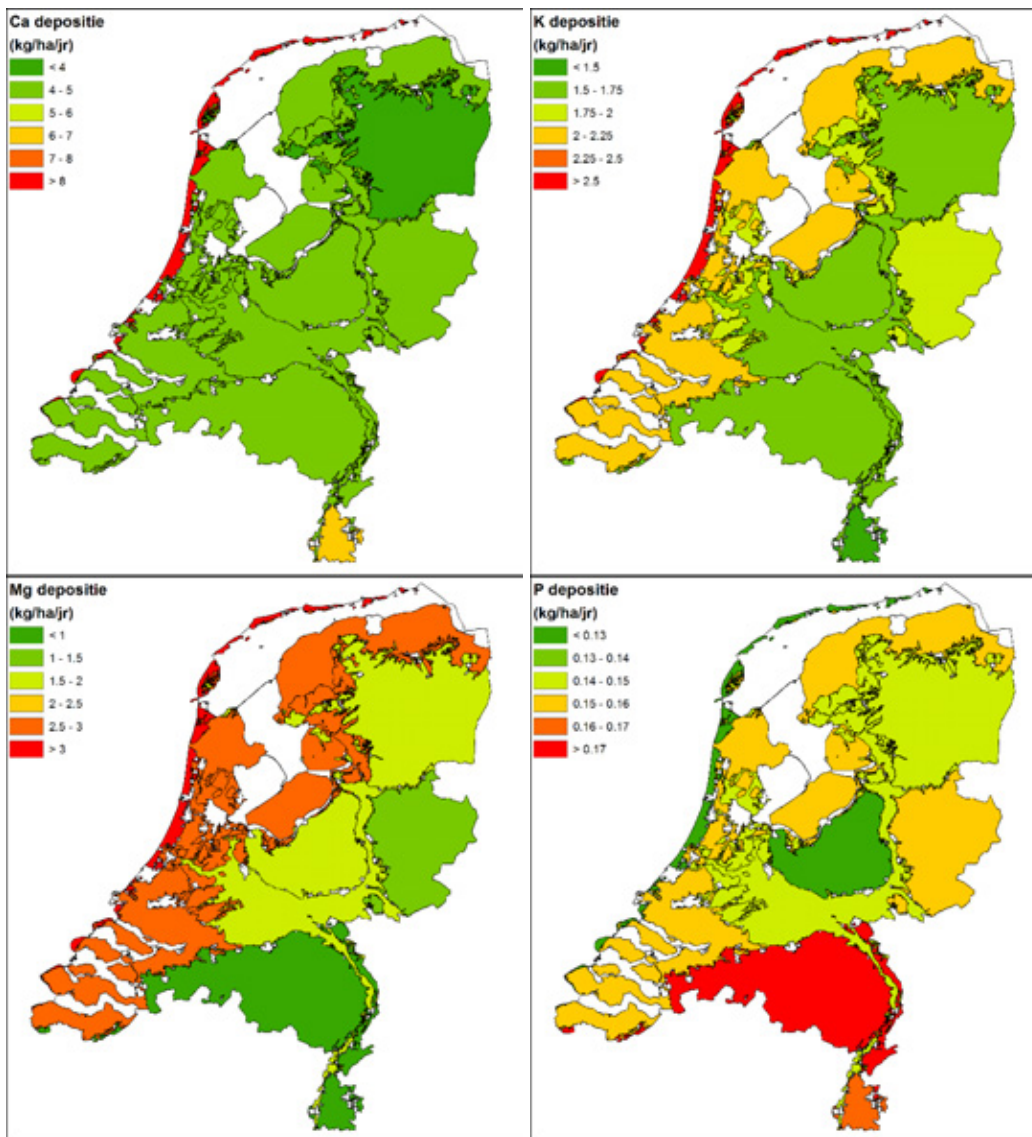 Ca depositie
(kg/ha/jr)
< 4
4 - 5
5 - 6
6 - 7
7 - 8
> 8
K depositie
(kg/ha/jr)
< 1.5
1.5 - 1.75
1.75 - 2
2 - 2.25
2.25 - 2.5
> 2.5
Mg depositie
(kg/ha/jr)
< 1
1 - 1.5
1.5 - 2
2 - 2.5
2.5 - 3
> 3
P depositie
(kg/ha/jr)
< 0.13
0.13 - 0.14
0.14 - 0.15
0.15 - 0.16
0.16 - 0.17
> 0.17